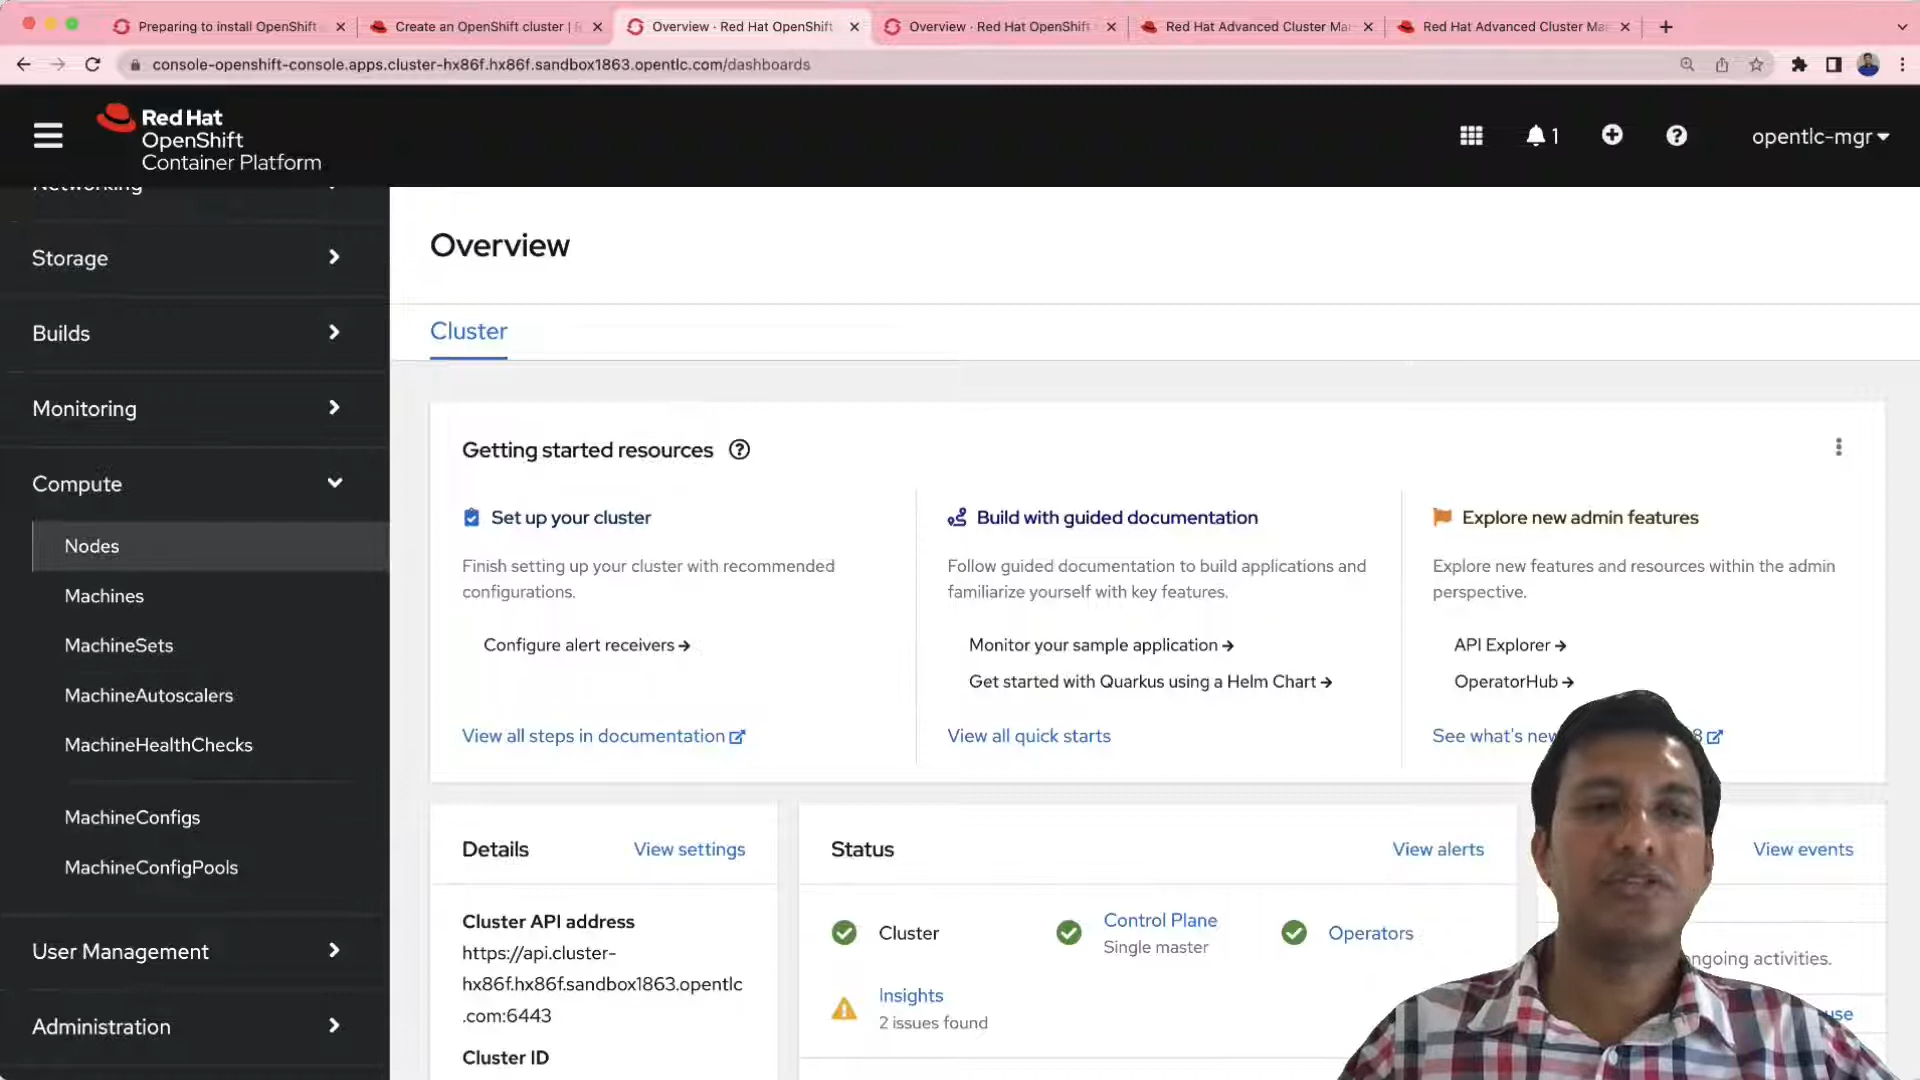 Preparing to install OpenShift
Create an OpenShift cluster |
Overview · Red Hat OpenShift
Overview · Red Hat OpenShift
Red Hat Advanced Cluster Ma
Red Hat Advanced Cluster Ma
console-openshift-console.apps.cluster-hx86f.hx86f.sandbox1863.opentlc.com/dashboards
Red Hat
OpenShift
Container Platform
1
opentlc-mgr
Networking
Storage
Builds
Monitoring
Compute
Nodes
Machines
MachineSets
MachineAutoscalers
MachineHealthChecks
MachineConfigs
MachineConfigPools
User Management
Administration
Overview
Cluster
Getting started resources
Set up your cluster
Finish setting up your cluster with recommended
configurations.
Configure alert receivers
View all steps in documentation
Build with guided documentation
Follow guided documentation to build applications and
familiarize yourself with key features.
Monitor your sample application
Get started with Quarkus using a Helm Chart
View all quick starts
Explore new admin features
Explore new features and resources within the admin
perspective.
API Explorer
OperatorHub
See what's new 8
Details
View settings
Cluster API address
https://api.cluster-
hx86f.hx86f.sandbox1863.opentlc
.com:6443
Cluster ID
Status
View alerts
Cluster
Control Plane
Single master
Operators
Insights
2 issues found
View events
ongoing activities.